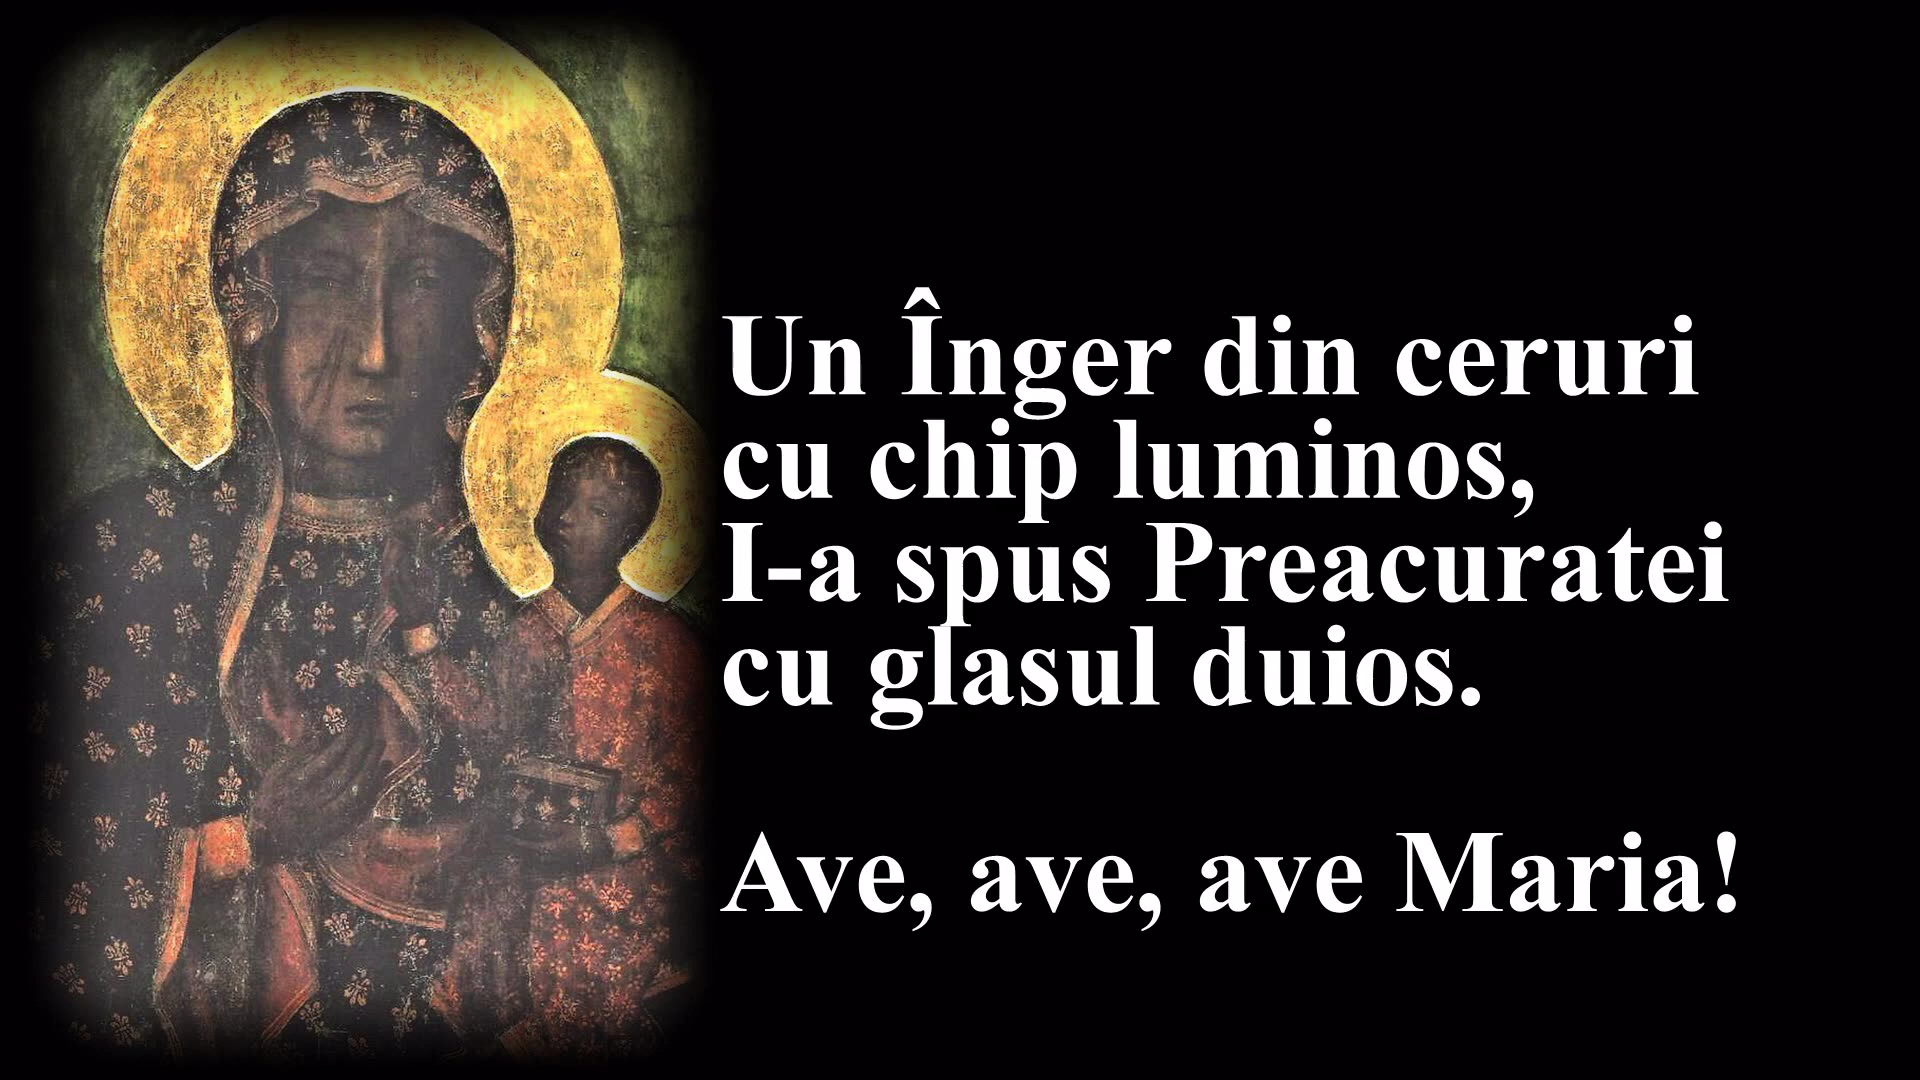 Un Înger din ceruri
cu chip luminos,
I-a spus Preacuratei
cu glasul duios.
Ave, ave, ave Maria!